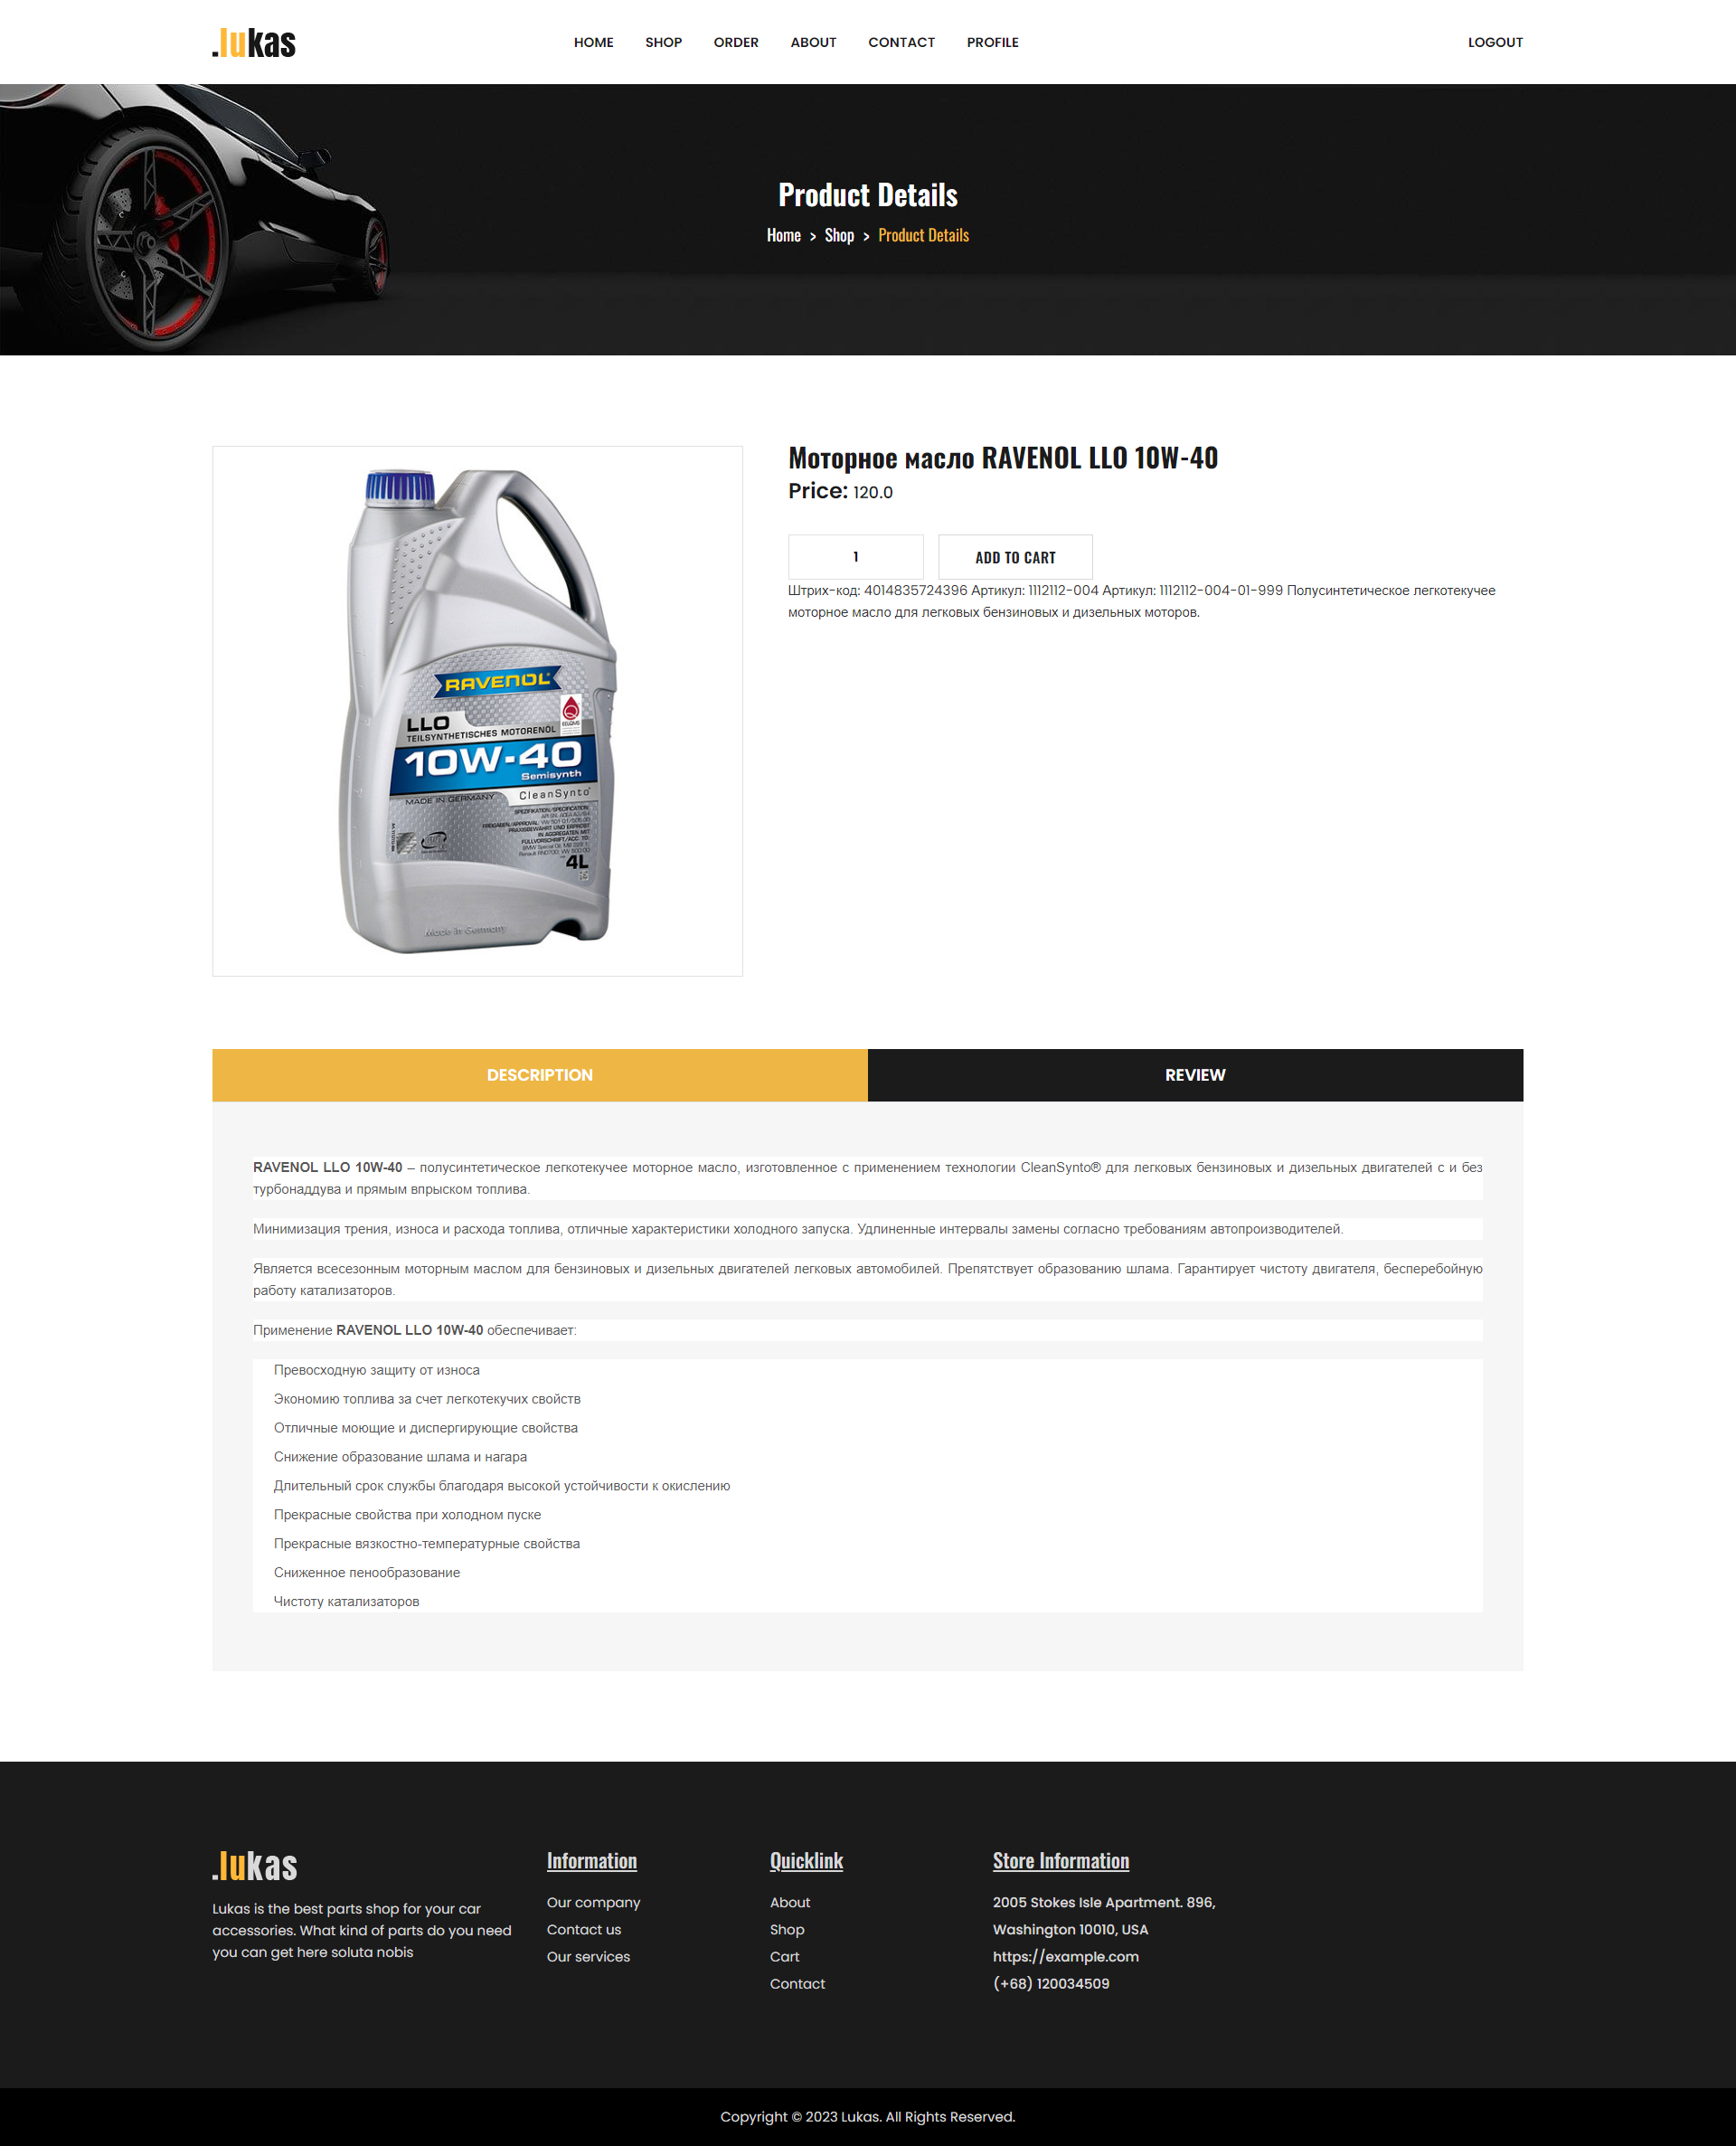 .lukas
HOME SHOP ORDER ABOUT CONTACT PROFILE LOGOUT
Product Details
Home > Shop > Product Details
Моторное масло RAVENOL LLO 10W-40
Price: 120.0
1 ADD TO CART
Штрих-код: 4014835724396 Артикул: 1112112-004 Артикул: 1112112-004-01-999 Полусинтетическое легкотекучее
моторное масло для легковых бензиновых и дизельных моторов.
RAVENOL
LLO
TEILSYNTHETISCHES MOTORENÖL
10W-40
Semisynth
CleanSynto®
MADE IN GERMANY
4L
Made in Germany
DESCRIPTION REVIEW
RAVENOL LLO 10W-40 – полусинтетическое легкотекучее моторное масло, изготовленное с применением технологии CleanSynto® для легковых бензиновых и дизельных двигателей с и без
турбонаддува и прямым впрыском топлива.
Минимизация трения, износа и расхода топлива, отличные характеристики холодного запуска. Удлиненные интервалы замены согласно требованиям автопроизводителей.
Является всесезонным моторным маслом для бензиновых и дизельных двигателей легковых автомобилей. Препятствует образованию шлама. Гарантирует чистоту двигателя, бесперебойную
работу катализаторов.
Применение RAVENOL LLO 10W-40 обеспечивает:
Превосходную защиту от износа
Экономию топлива за счет легкотекучих свойств
Отличные моющие и диспергирующие свойства
Снижение образование шлама и нагара
Длительный срок службы благодаря высокой устойчивости к окислению
Прекрасные свойства при холодном пуске
Прекрасные вязкостно-температурные свойства
Сниженное пенообразование
Чистоту катализаторов
.lukas
Lukas is the best parts shop for your car
accessories. What kind of parts do you need
you can get here soluta nobis
Information
Our company
Contact us
Our services
Quicklink
About
Shop
Cart
Contact
Store Information
2005 Stokes Isle Apartment. 896,
Washington 10010, USA
https://example.com
(+68) 120034509
Copyright © 2023 Lukas. All Rights Reserved.